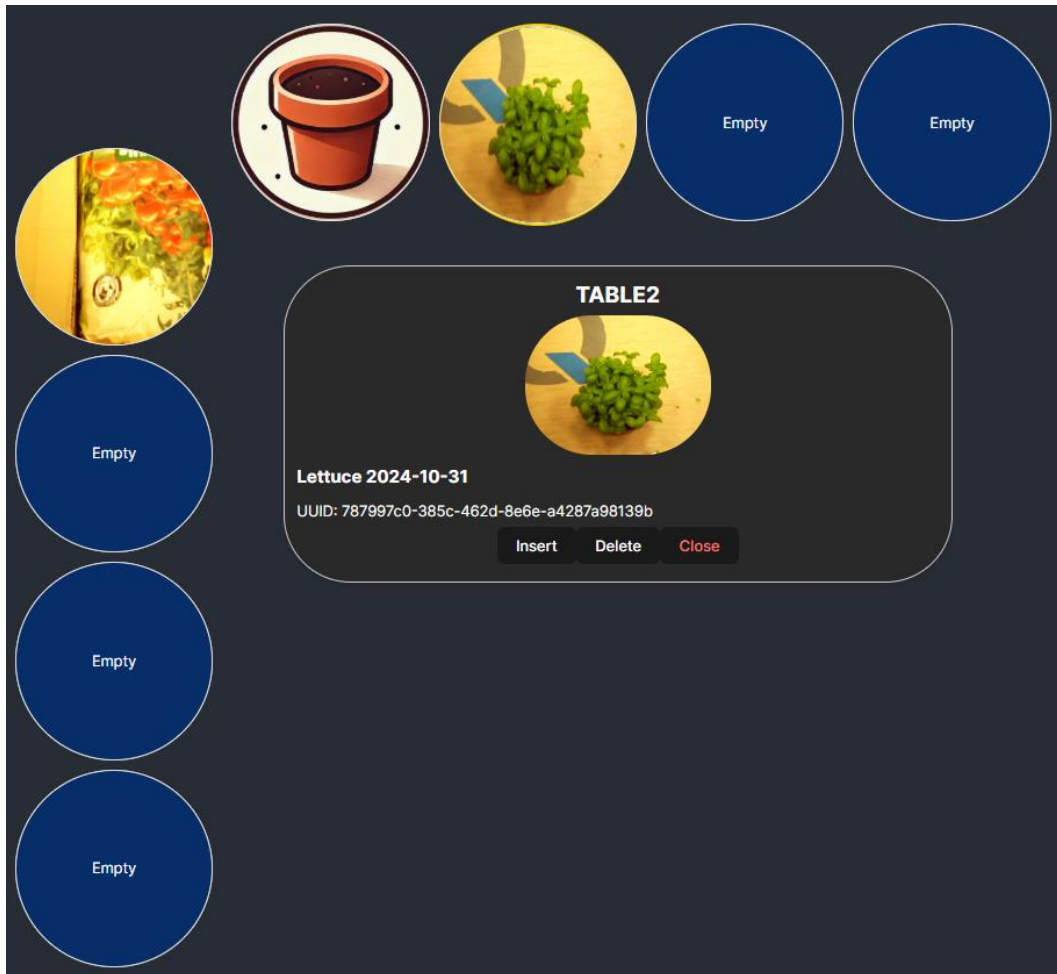 Empty
Empty
TABLE2
Lettuce 2024-10-31
UUID: 787997c0-385c-462d-8e6e-a4287a98139b
Insert Delete Close
Empty
Empty
Empty